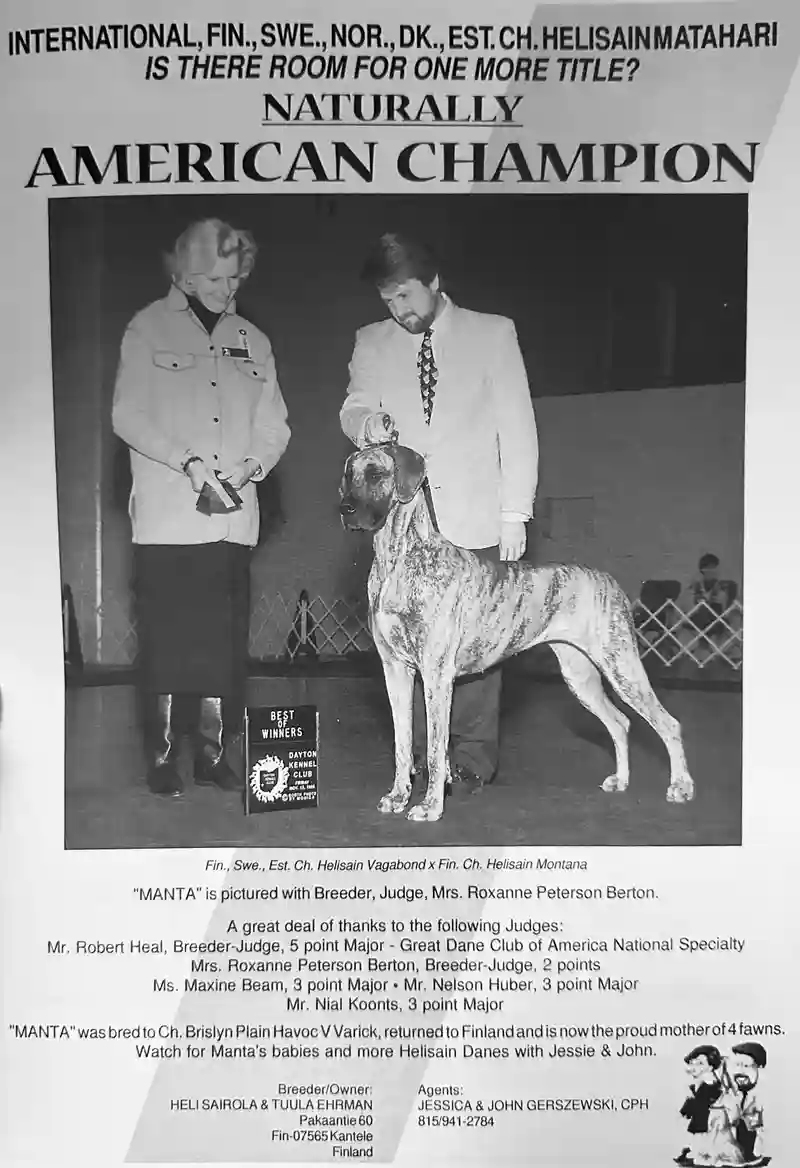 INTERNATIONAL, FIN., SWE., NOR., DK., EST. CH. HELISAIN MATAHARI
IS THERE ROOM FOR ONE MORE TITLE?
NATURALLY
AMERICAN CHAMPION
BEST
OF
WINNERS
DAYTON
KENNEL
CLUB
FRIDAY
Fin., Swe., Est. Ch. Helisain Vagabond x Fin. Ch. Helisain Montana
"MANTA" is pictured with Breeder, Judge, Mrs. Roxanne Peterson Berton.
A great deal of thanks to the following Judges:
Mr. Robert Heal, Breeder-Judge, 5 point Major - Great Dane Club of America National Specialty
Mrs. Roxanne Peterson Berton, Breeder-Judge, 2 points
Ms. Maxine Beam, 3 point Major • Mr. Nelson Huber, 3 point Major
Mr. Nial Koonts, 3 point Major
"MANTA" was bred to Ch. Brislyn Plain Havoc V Varick, returned to Finland and is now the proud mother of 4 fawns.
Watch for Manta's babies and more Helisain Danes with Jessie & John.
Breeder/Owner:
HELI SAIROLA & TUULA EHRMAN
Pakaantie 60
Fin-07565 Kantele
Finland
Agents:
JESSICA & JOHN GERSZEWSKI, CPH
815/941-2784